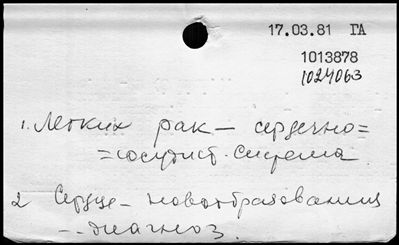 17.03.81 ГА
1013878
1024063
1. Легких рак – сердечно=
=сосудист. система
2 Сердце – новообразования
-- диагноз.